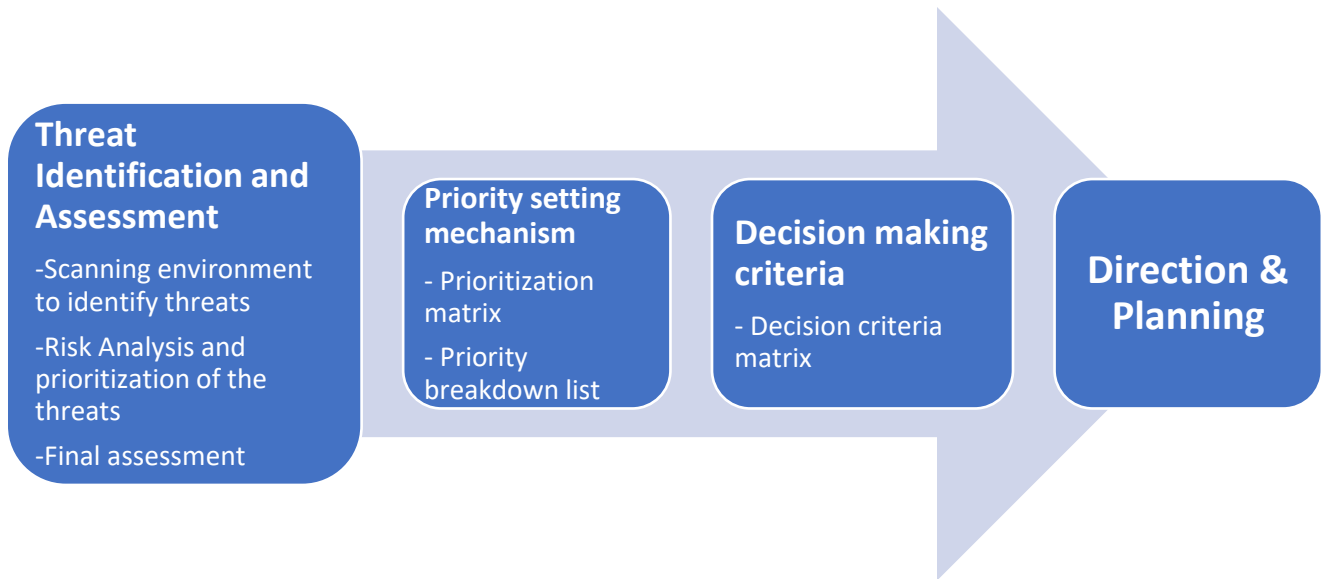 Threat
Identification and
Assessment
-Scanning environment
to identify threats
-Risk Analysis and
prioritization of the
threats
-Final assessment
Priority setting
mechanism
- Prioritization
matrix
- Priority
breakdown list
Decision making
criteria
- Decision criteria
matrix
Direction &
Planning